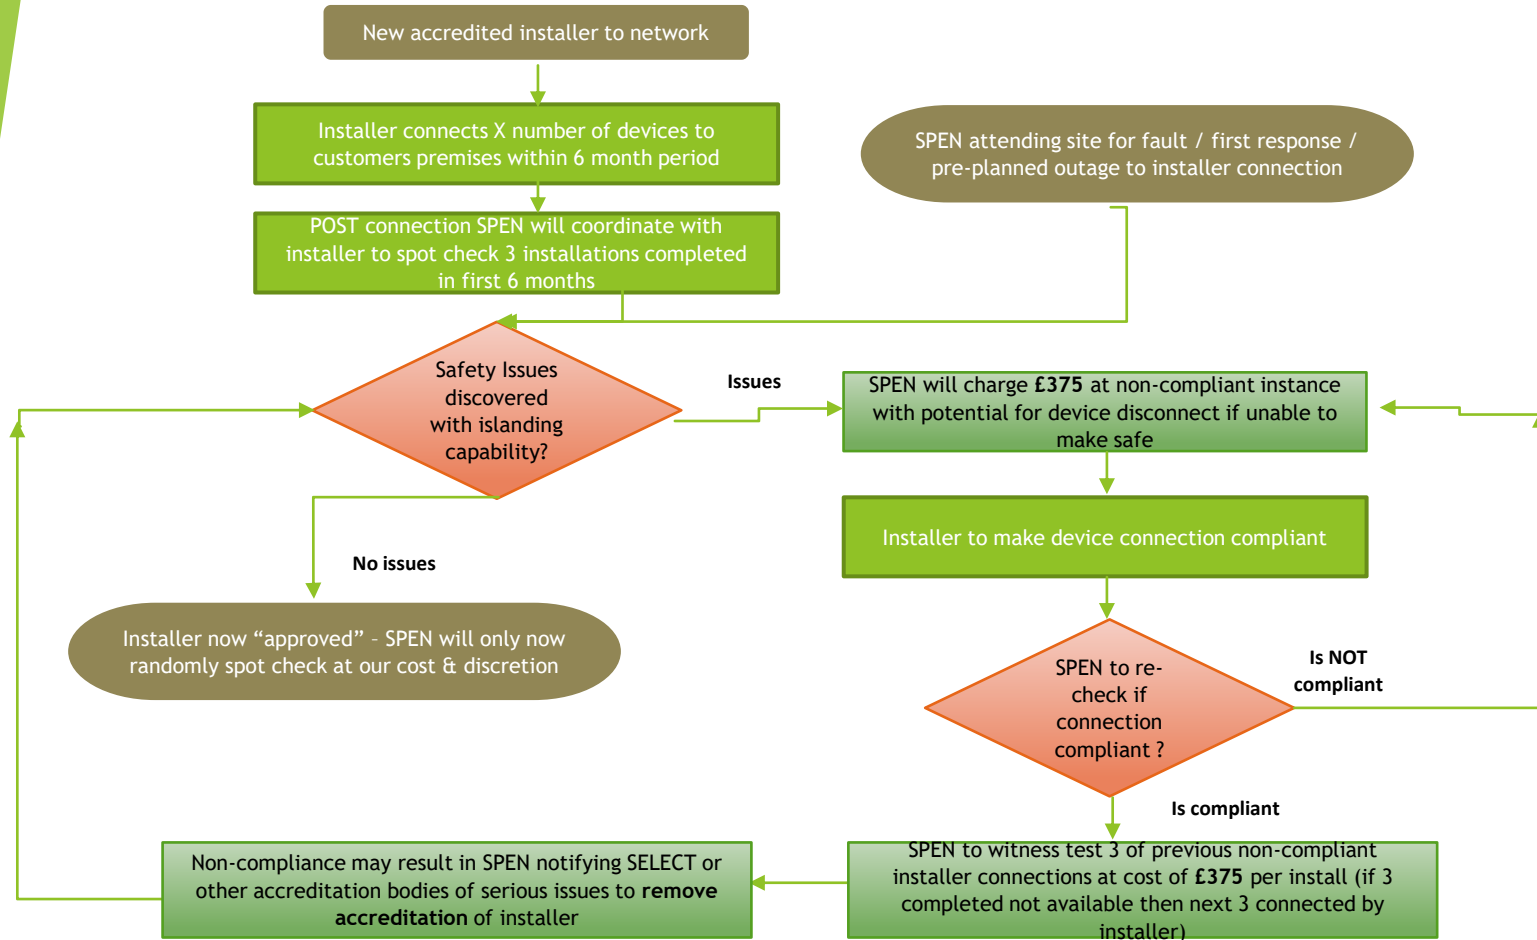 New accredited installer to network
Installer connects X number of devices to
customers premises within 6 month period
SPEN attending site for fault / first response /
pre-planned outage to installer connection
POST connection SPEN will coordinate with
installer to spot check 3 installations completed
in first 6 months
Safety Issues
discovered
with islanding
capability?
Issues
SPEN will charge £375 at non-compliant instance
with potential for device disconnect if unable to
make safe
Installer to make device connection compliant
No issues
Installer now “approved” – SPEN will only now
randomly spot check at our cost & discretion
SPEN to re-
check if
connection
compliant ?
Is NOT
compliant
Is compliant
SPEN to witness test 3 of previous non-compliant
installer connections at cost of £375 per install (if 3
completed not available then next 3 connected by
installer)
Non-compliance may result in SPEN notifying SELECT or
other accreditation bodies of serious issues to remove
accreditation of installer